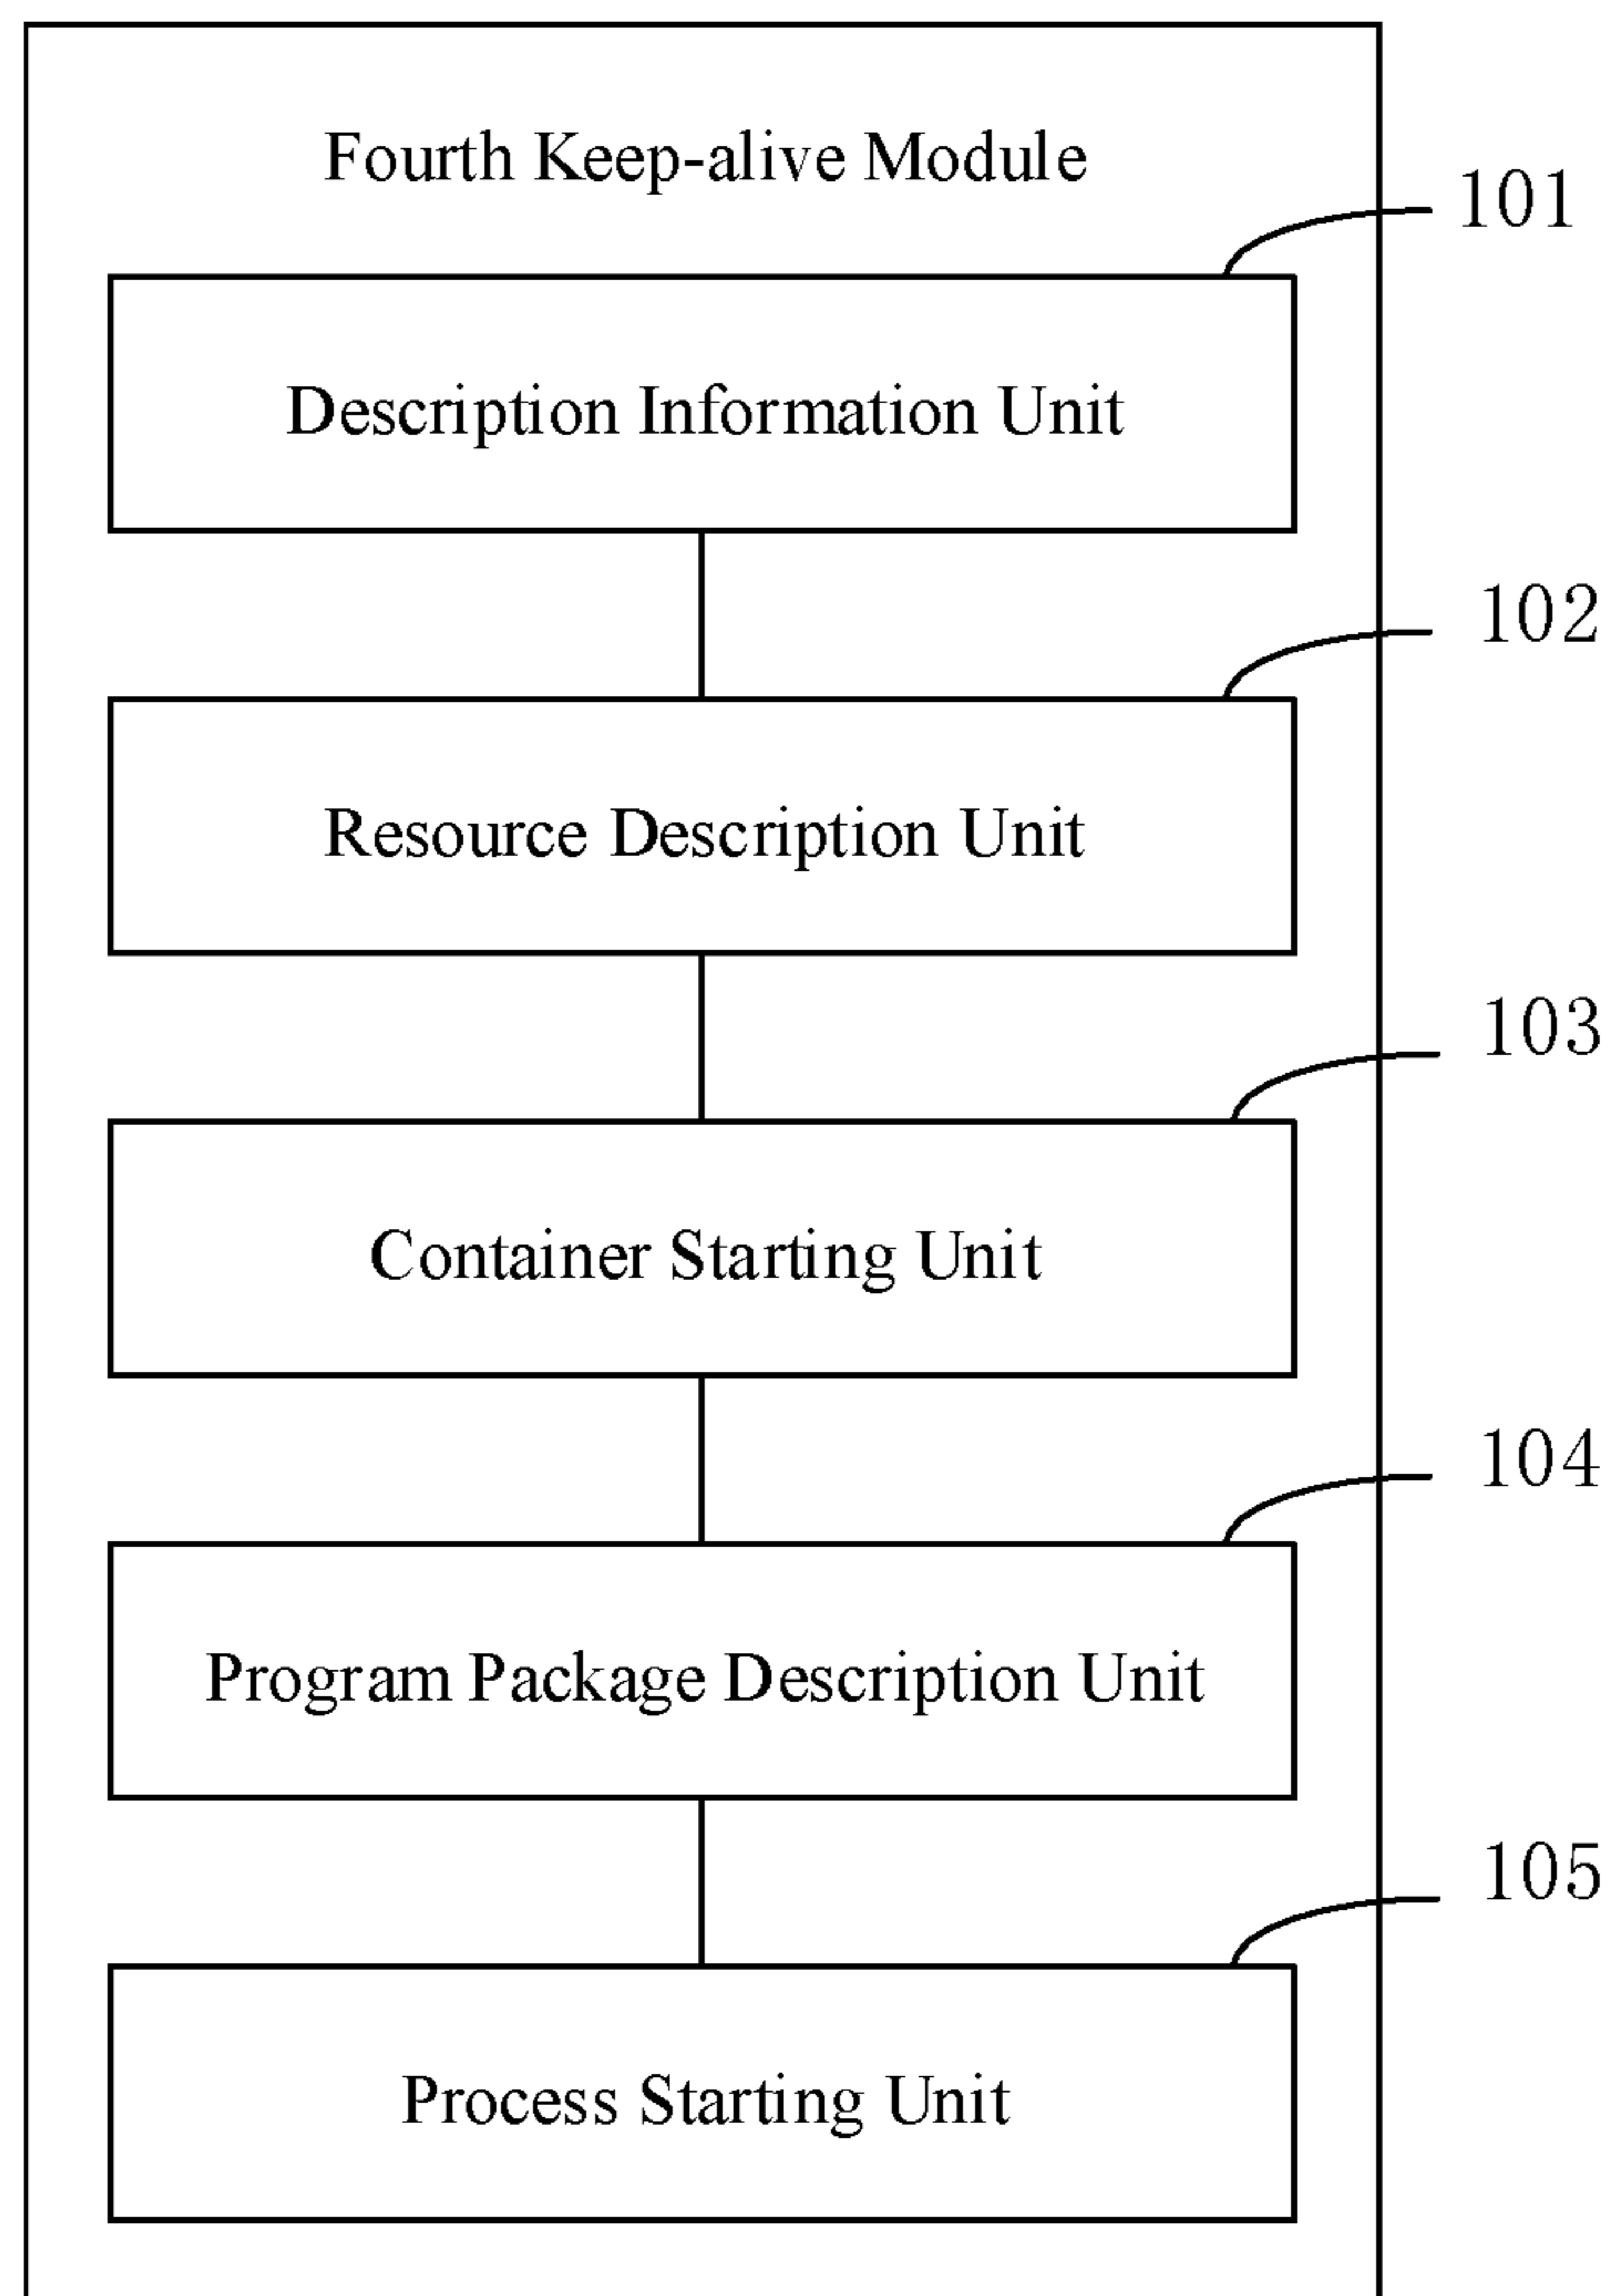 Fourth Keep-alive Module
101
Description Information Unit
102
Resource Description Unit
103
Container Starting Unit
104
Program Package Description Unit
105
Process Starting Unit